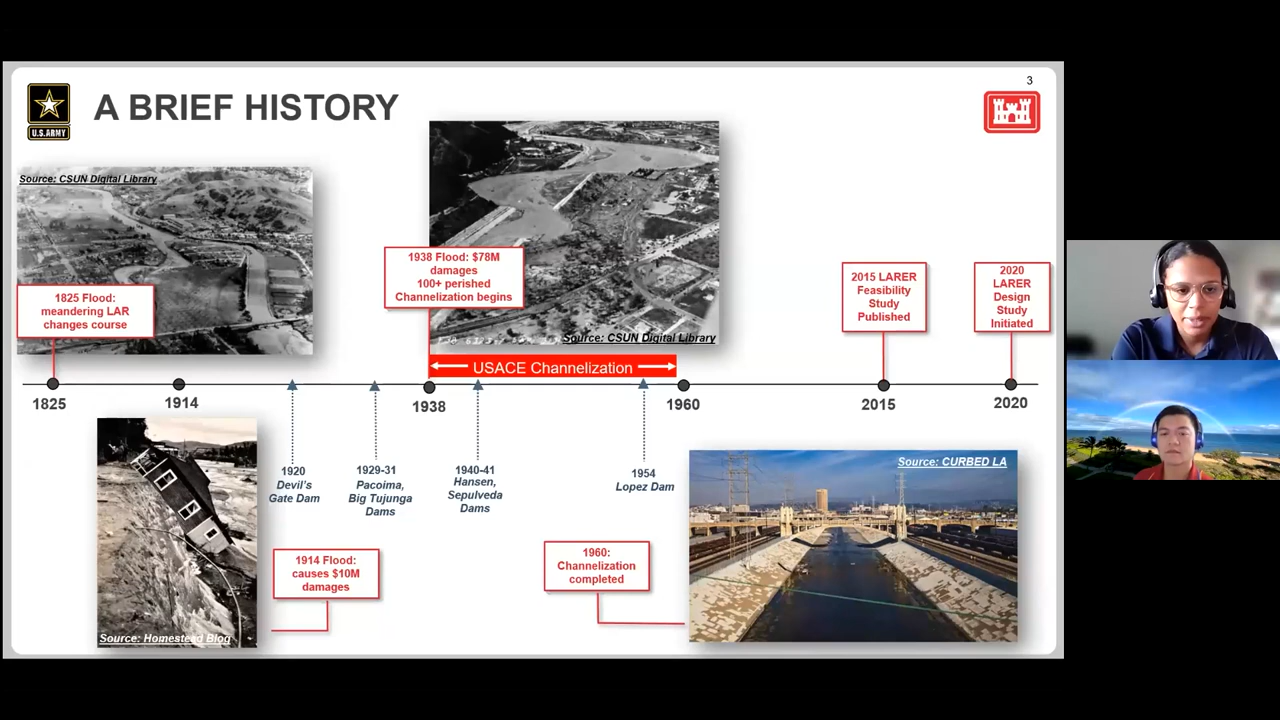 3
U.S.ARMY
A BRIEF HISTORY
Source: CSUN Digital Library
1825 Flood:
meandering LAR
changes course
1938 Flood: $78M
damages
100+ perished
Channelization begins
Source: CSUN Digital Library
2015 LARER
Feasibility
Study
Published
2020
LARER
Design
Study
Initiated
USACE Channelization
1825
1914
1938
1960
2015
2020
1920
Devil's
Gate Dam
1929-31
Pacoima,
Big Tujunga
Dams
1940-41
Hansen,
Sepulveda
Dams
1954
Lopez Dam
Source: Homestead Blog
1914 Flood:
causes $10M
damages
1960:
Channelization
completed
Source: CURBED LA